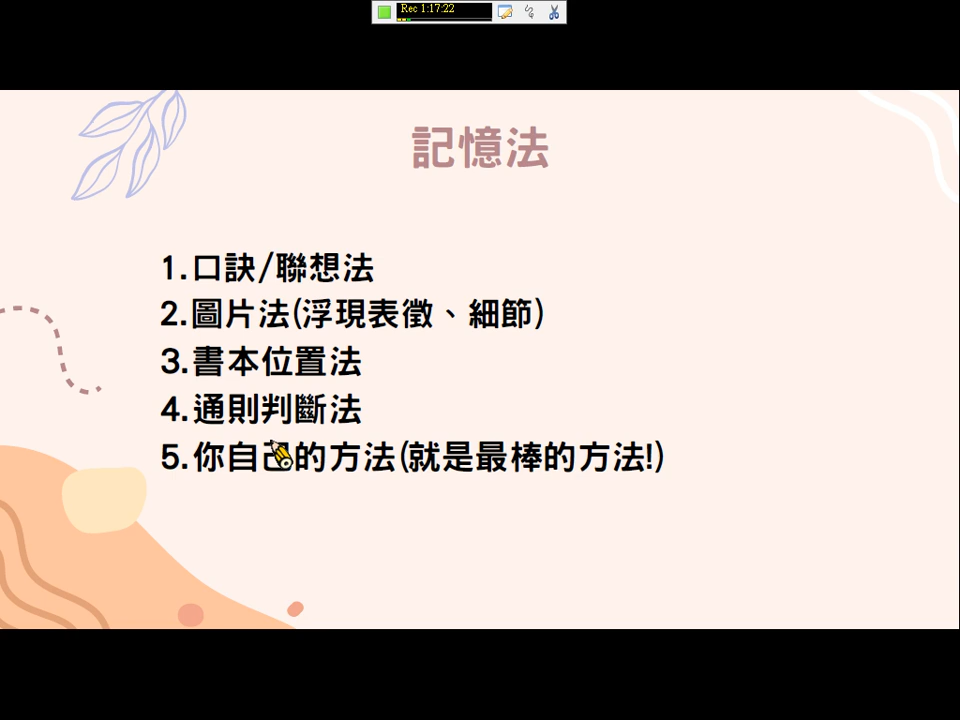 Rec 1:17:22
記憶法
1.口訣/聯想法
2.圖片法(浮現表徵、細節)
3.書本位置法
4.通則判斷法
5.你自己的方法(就是最棒的方法!)